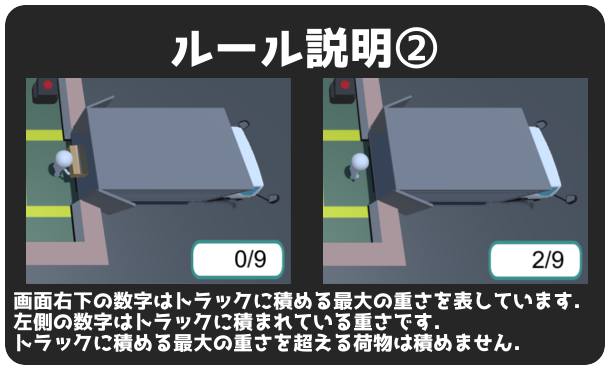 ルール説明②
0/9
2/9
画面右下の数字はトラックに積める最大の重さを表しています.
左側の数字はトラックに積まれている重さです.
トラックに積める最大の重さを超える荷物は積めません.